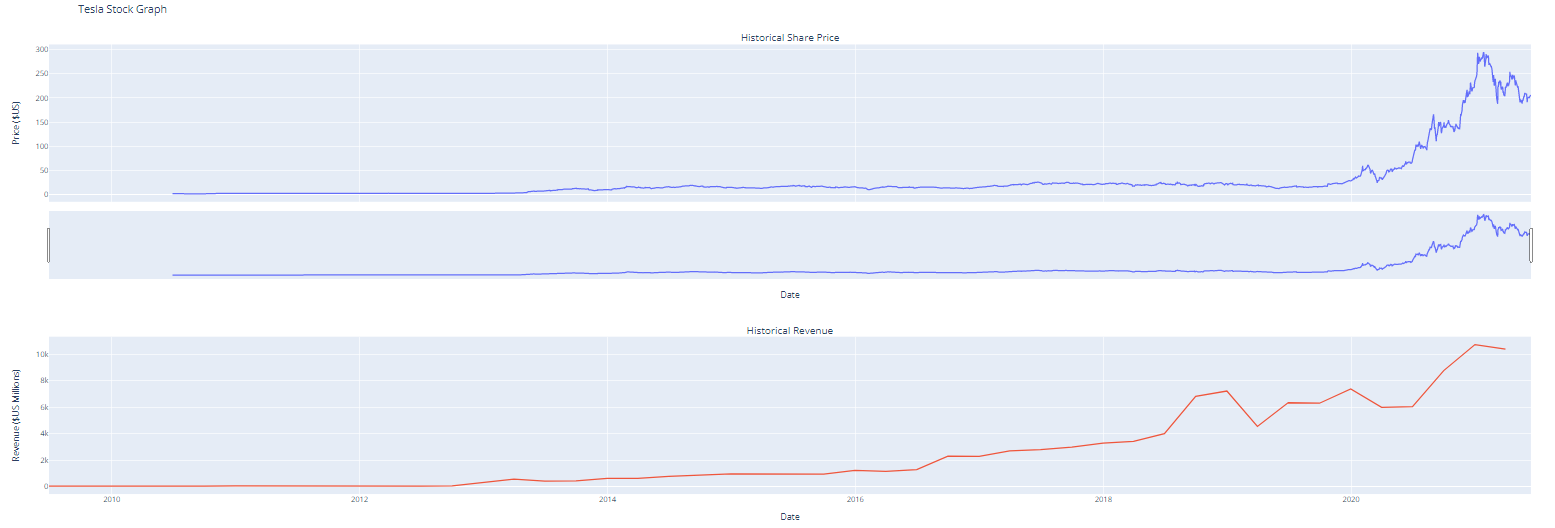 Tesla Stock Graph
Historical Share Price
Price ($US)
300
250
200
150
100
50
0
Date
Historical Revenue
Revenue ($US Millions)
10k
8k
6k
4k
2k
0
2010 2012 2014 2016 2018 2020
Date